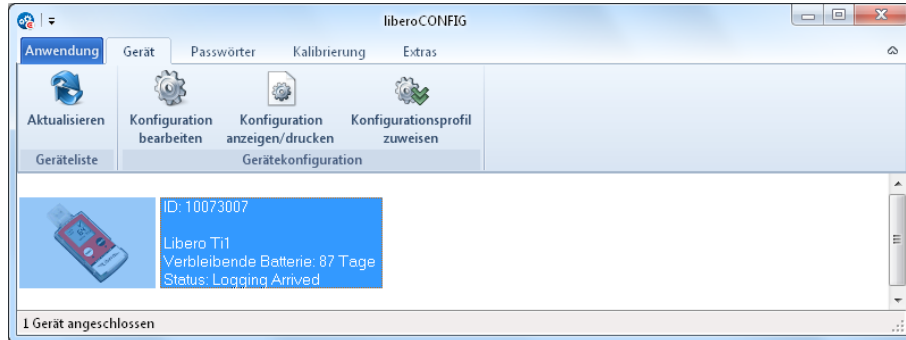 liberoCONFIG
Anwendung Gerät Passwörter Kalibrierung Extras
Aktualisieren
Konfiguration bearbeiten
Konfiguration anzeigen/drucken
Konfigurationsprofil zuweisen
Geräteliste Gerätekonfiguration
ID: 10073007
Libero Ti1
Verbleibende Batterie: 87 Tage
Status: Logging Arrived
1 Gerät angeschlossen